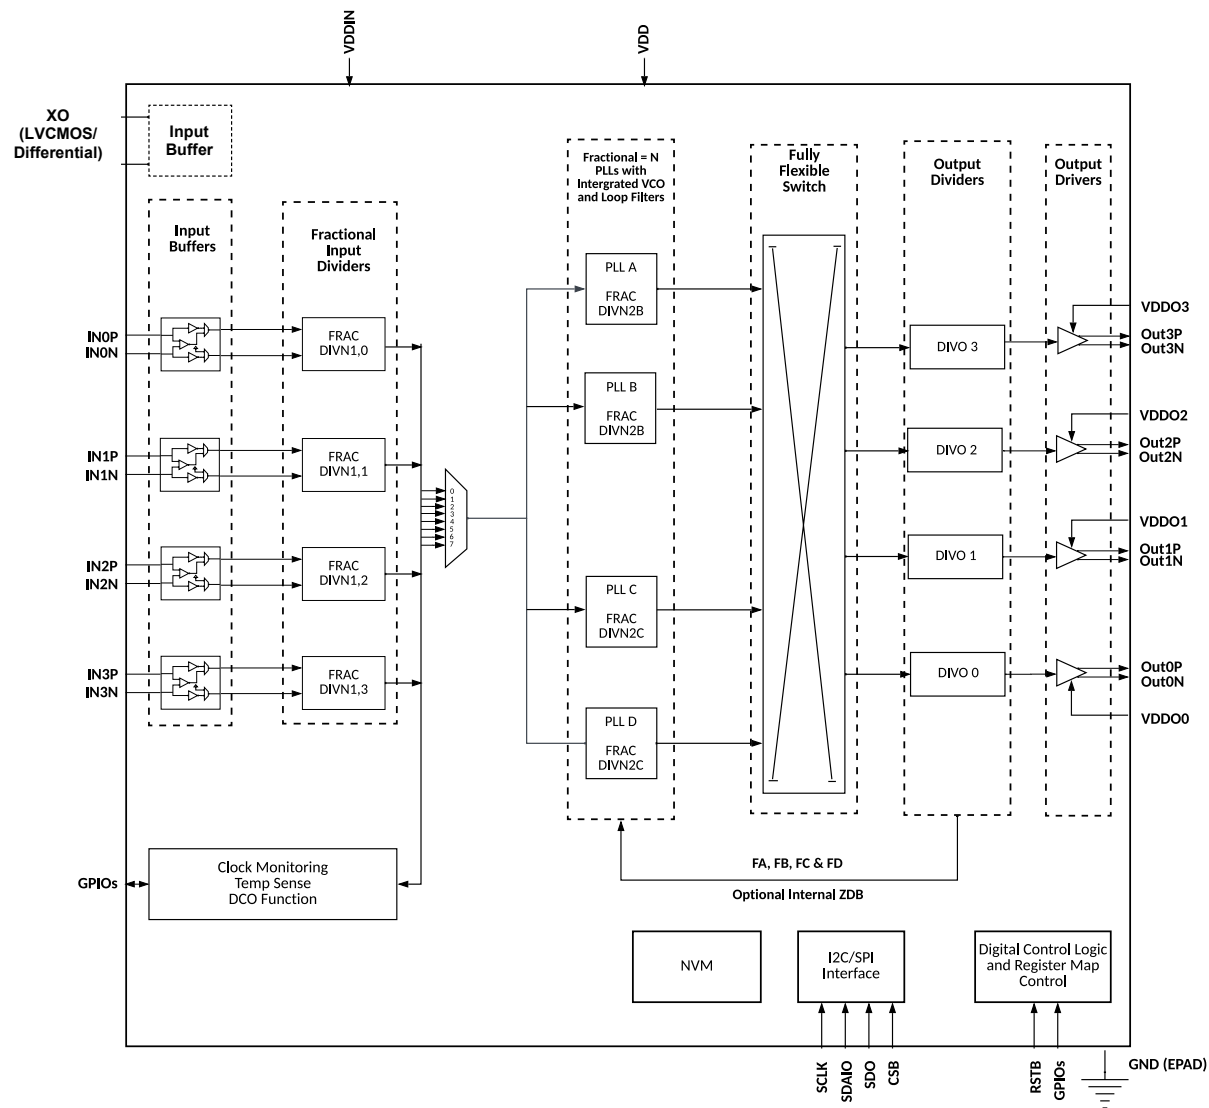 VDDIN
VDD
XO
(LVCMOS/
Differential)
Input
Buffer
Input
Buffers
Fractional
Input
Dividers
Fractional = N
PLLs with
Intergrated VCO
and Loop Filters
Fully
Flexible
Switch
Output
Dividers
Output
Drivers
IN0P
IN0N
FRAC
DIVN1,0
IN1P
IN1N
FRAC
DIVN1,1
IN2P
IN2N
FRAC
DIVN1,2
IN3P
IN3N
FRAC
DIVN1,3
0
1
2
3
4
5
6
7
PLL A
FRAC
DIVN2B
PLL B
FRAC
DIVN2B
PLL C
FRAC
DIVN2C
PLL D
FRAC
DIVN2C
DIVO 3
DIVO 2
DIVO 1
DIVO 0
VDDO3
Out3P
Out3N
VDDO2
Out2P
Out2N
VDDO1
Out1P
Out1N
Out0P
Out0N
VDDO0
GPIOs
Clock Monitoring
Temp Sense
DCO Function
FA, FB, FC & FD
Optional Internal ZDB
NVM
I2C/SPI
Interface
Digital Control Logic
and Register Map
Control
SCLK
SDAIO
SDO
CSB
RSTB
GPIOs
GND (EPAD)